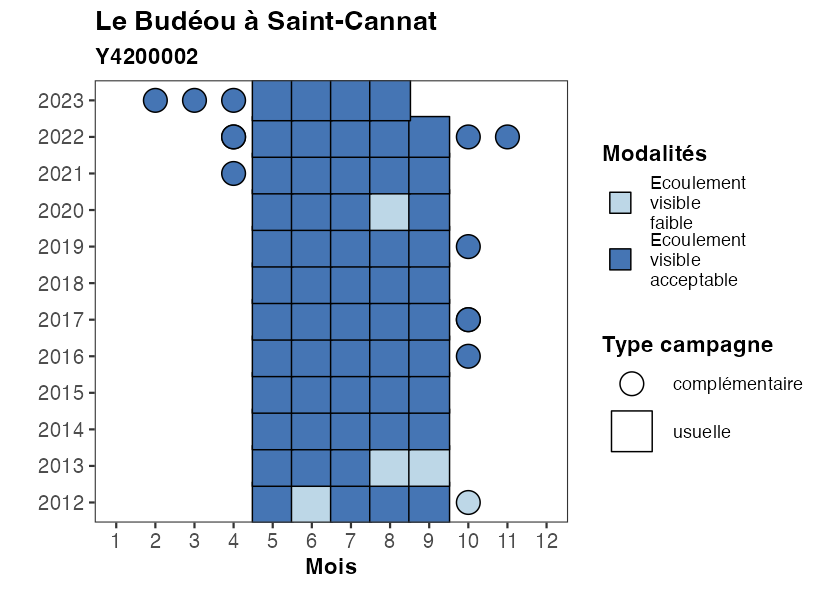 Le Budéou à Saint-Cannat
Y4200002
2023
2022
2021
2020
2019
2018
2017
2016
2015
2014
2013
2012
1 2 3 4 5 6 7 8 9 10 11 12
Mois
Modalités
Ecoulement
visible
faible
Ecoulement
visible
acceptable
Type campagne
complémentaire
usuelle